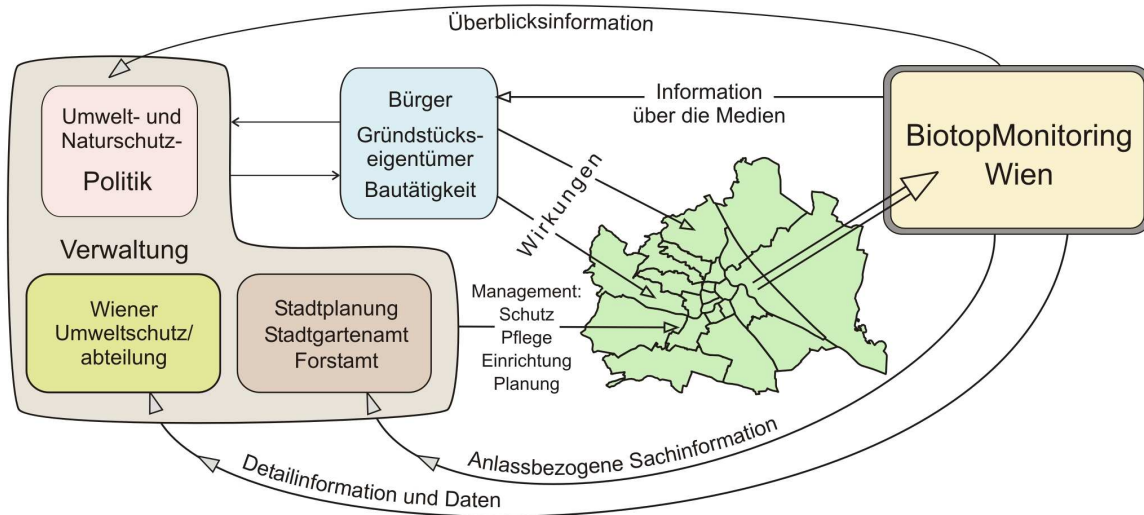 Überblicksinformation
Umwelt- und
Naturschutz-
Politik
Verwaltung
Wiener
Umweltschutz/
abteilung
Stadtplanung
Stadtgartenamt
Forstamt
Bürger
Gründstücks-
eigentümer
Bautätigkeit
Information
über die Medien
Wirkungen
Management:
Schutz
Pflege
Einrichtung
Planung
BiotopMonitoring
Wien
Anlassbezogene Sachinformation
Detailinformation und Daten